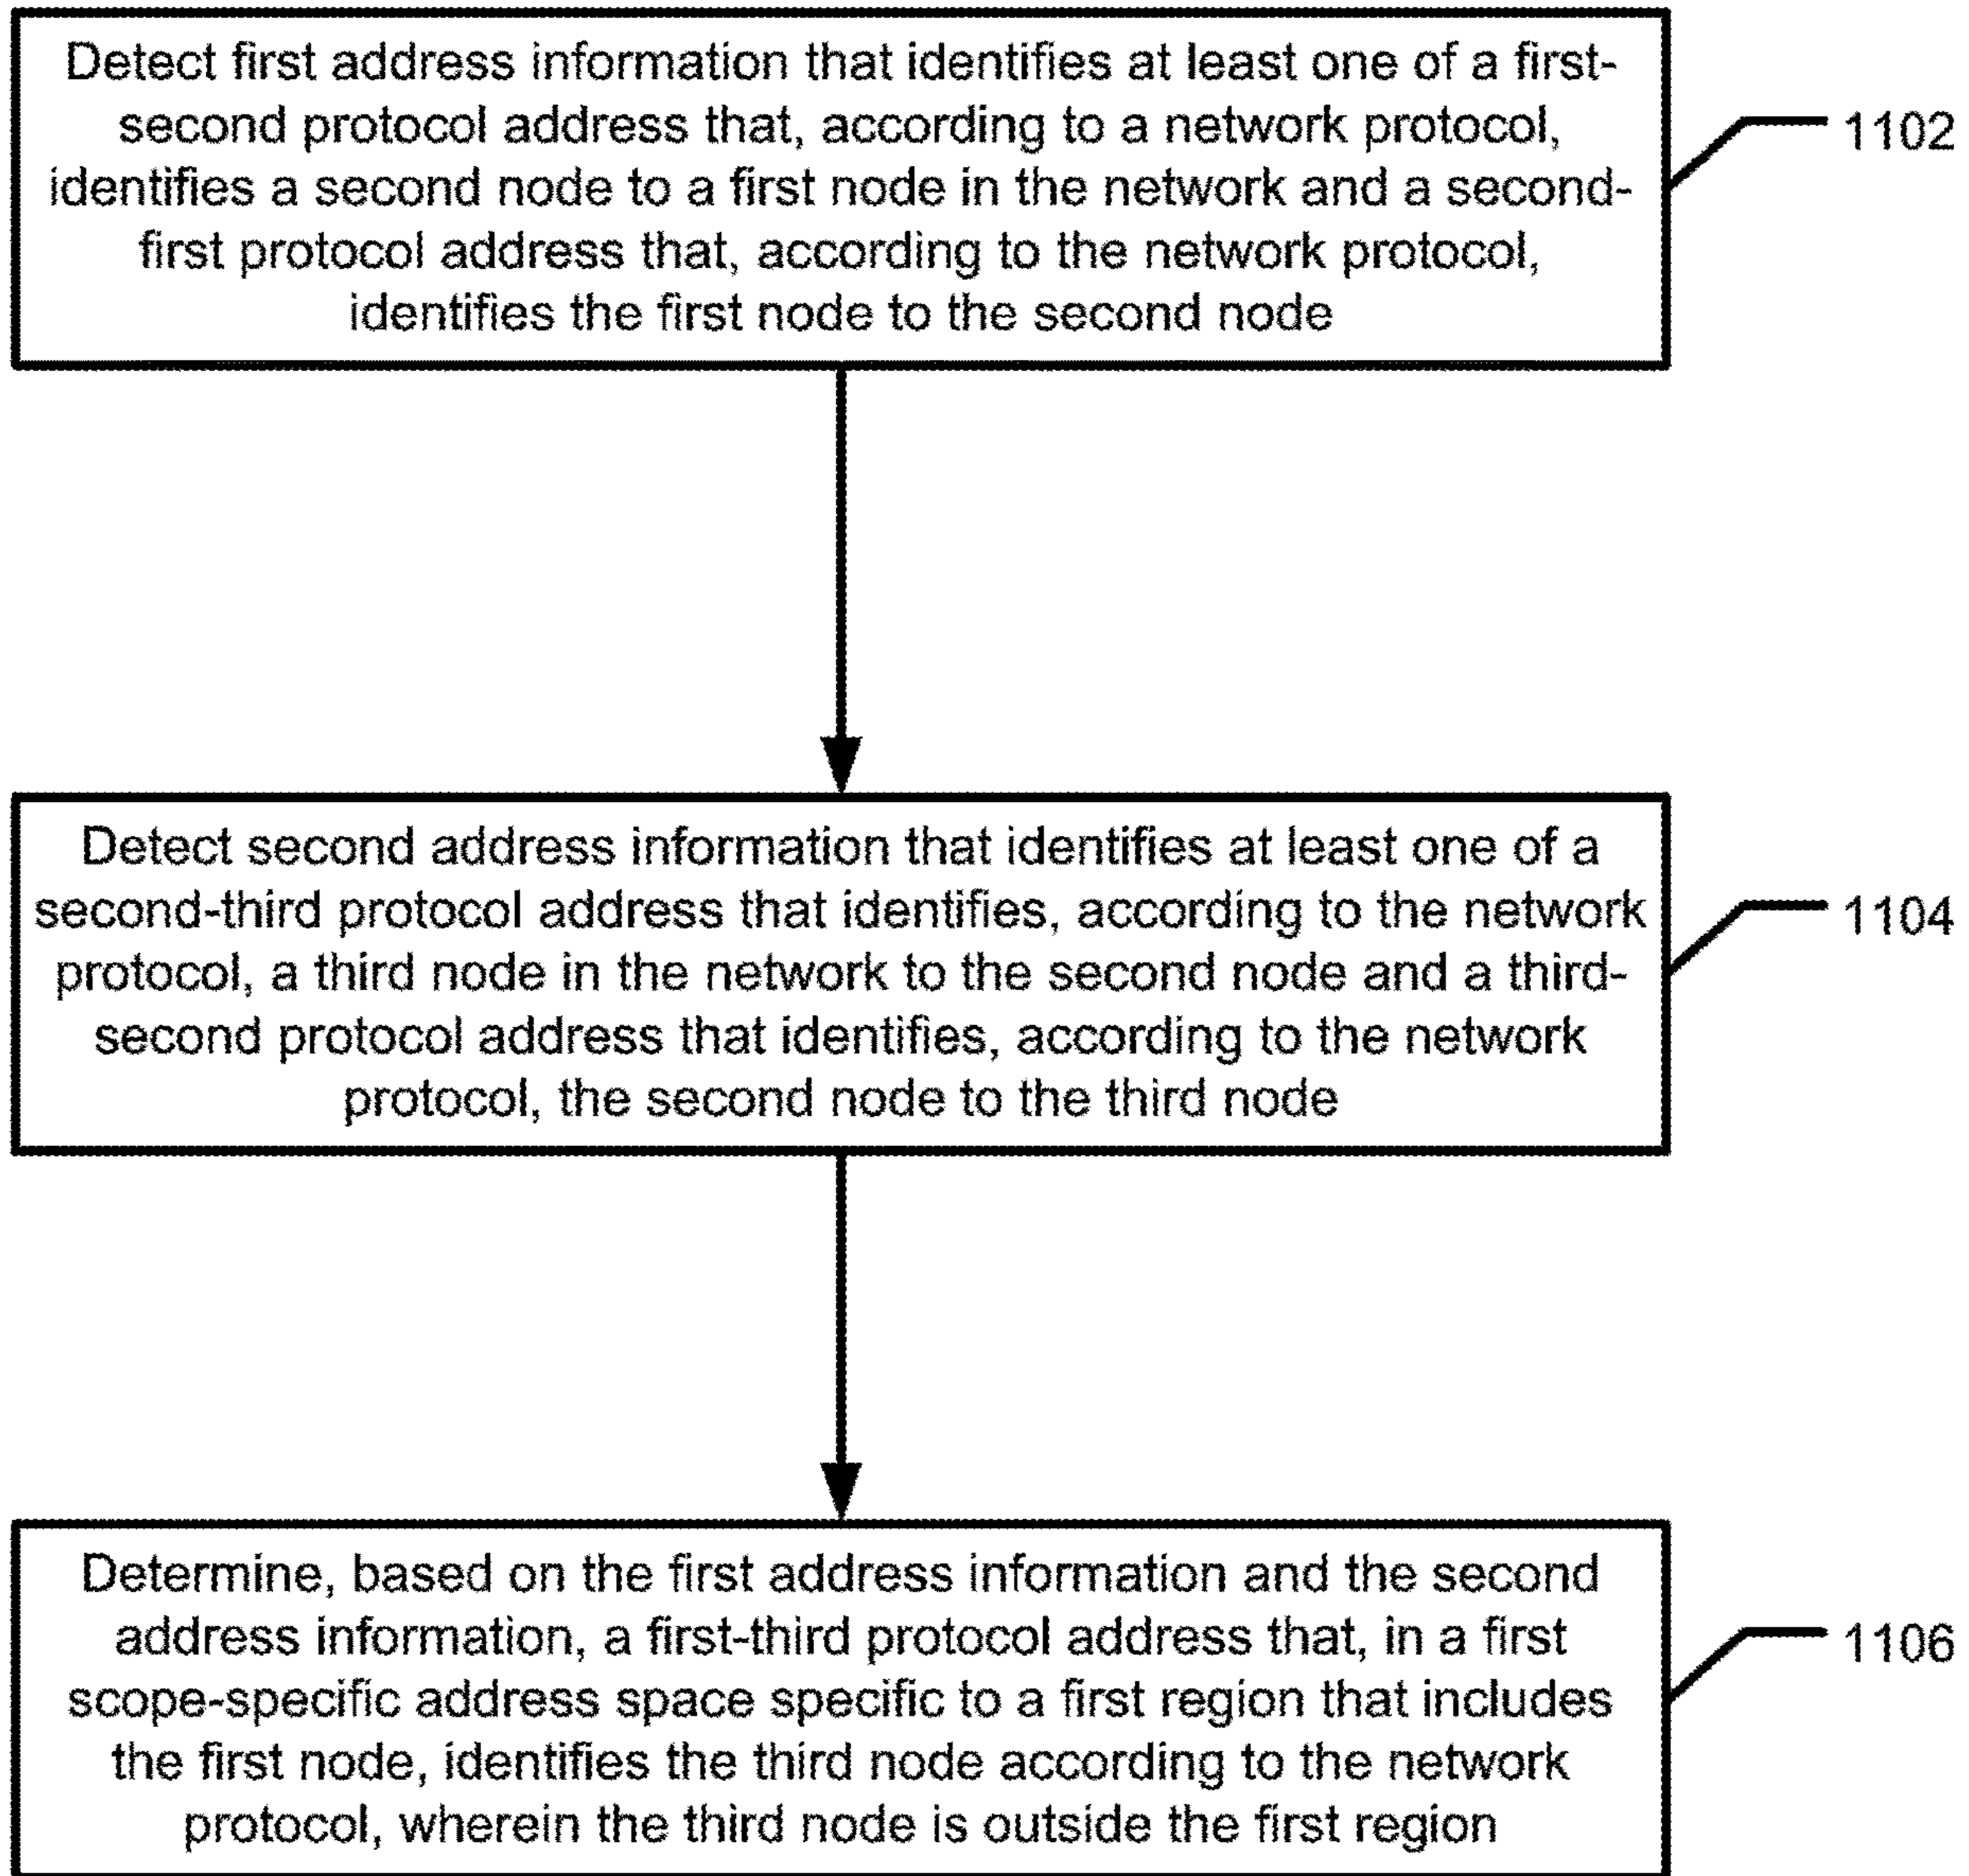 Detect first address information that identifies at least one of a first-
second protocol address that, according to a network protocol,
identifies a second node to a first node in the network and a second-
first protocol address that, according to the network protocol,
identifies the first node to the second node
1102
Detect second address information that identifies at least one of a
second-third protocol address that identifies, according to the network
protocol, a third node in the network to the second node and a third-
second protocol address that identifies, according to the network
protocol, the second node to the third node
1104
Determine, based on the first address information and the second
address information, a first-third protocol address that, in a first
scope-specific address space specific to a first region that includes
the first node, identifies the third node according to the network
protocol, wherein the third node is outside the first region
1106